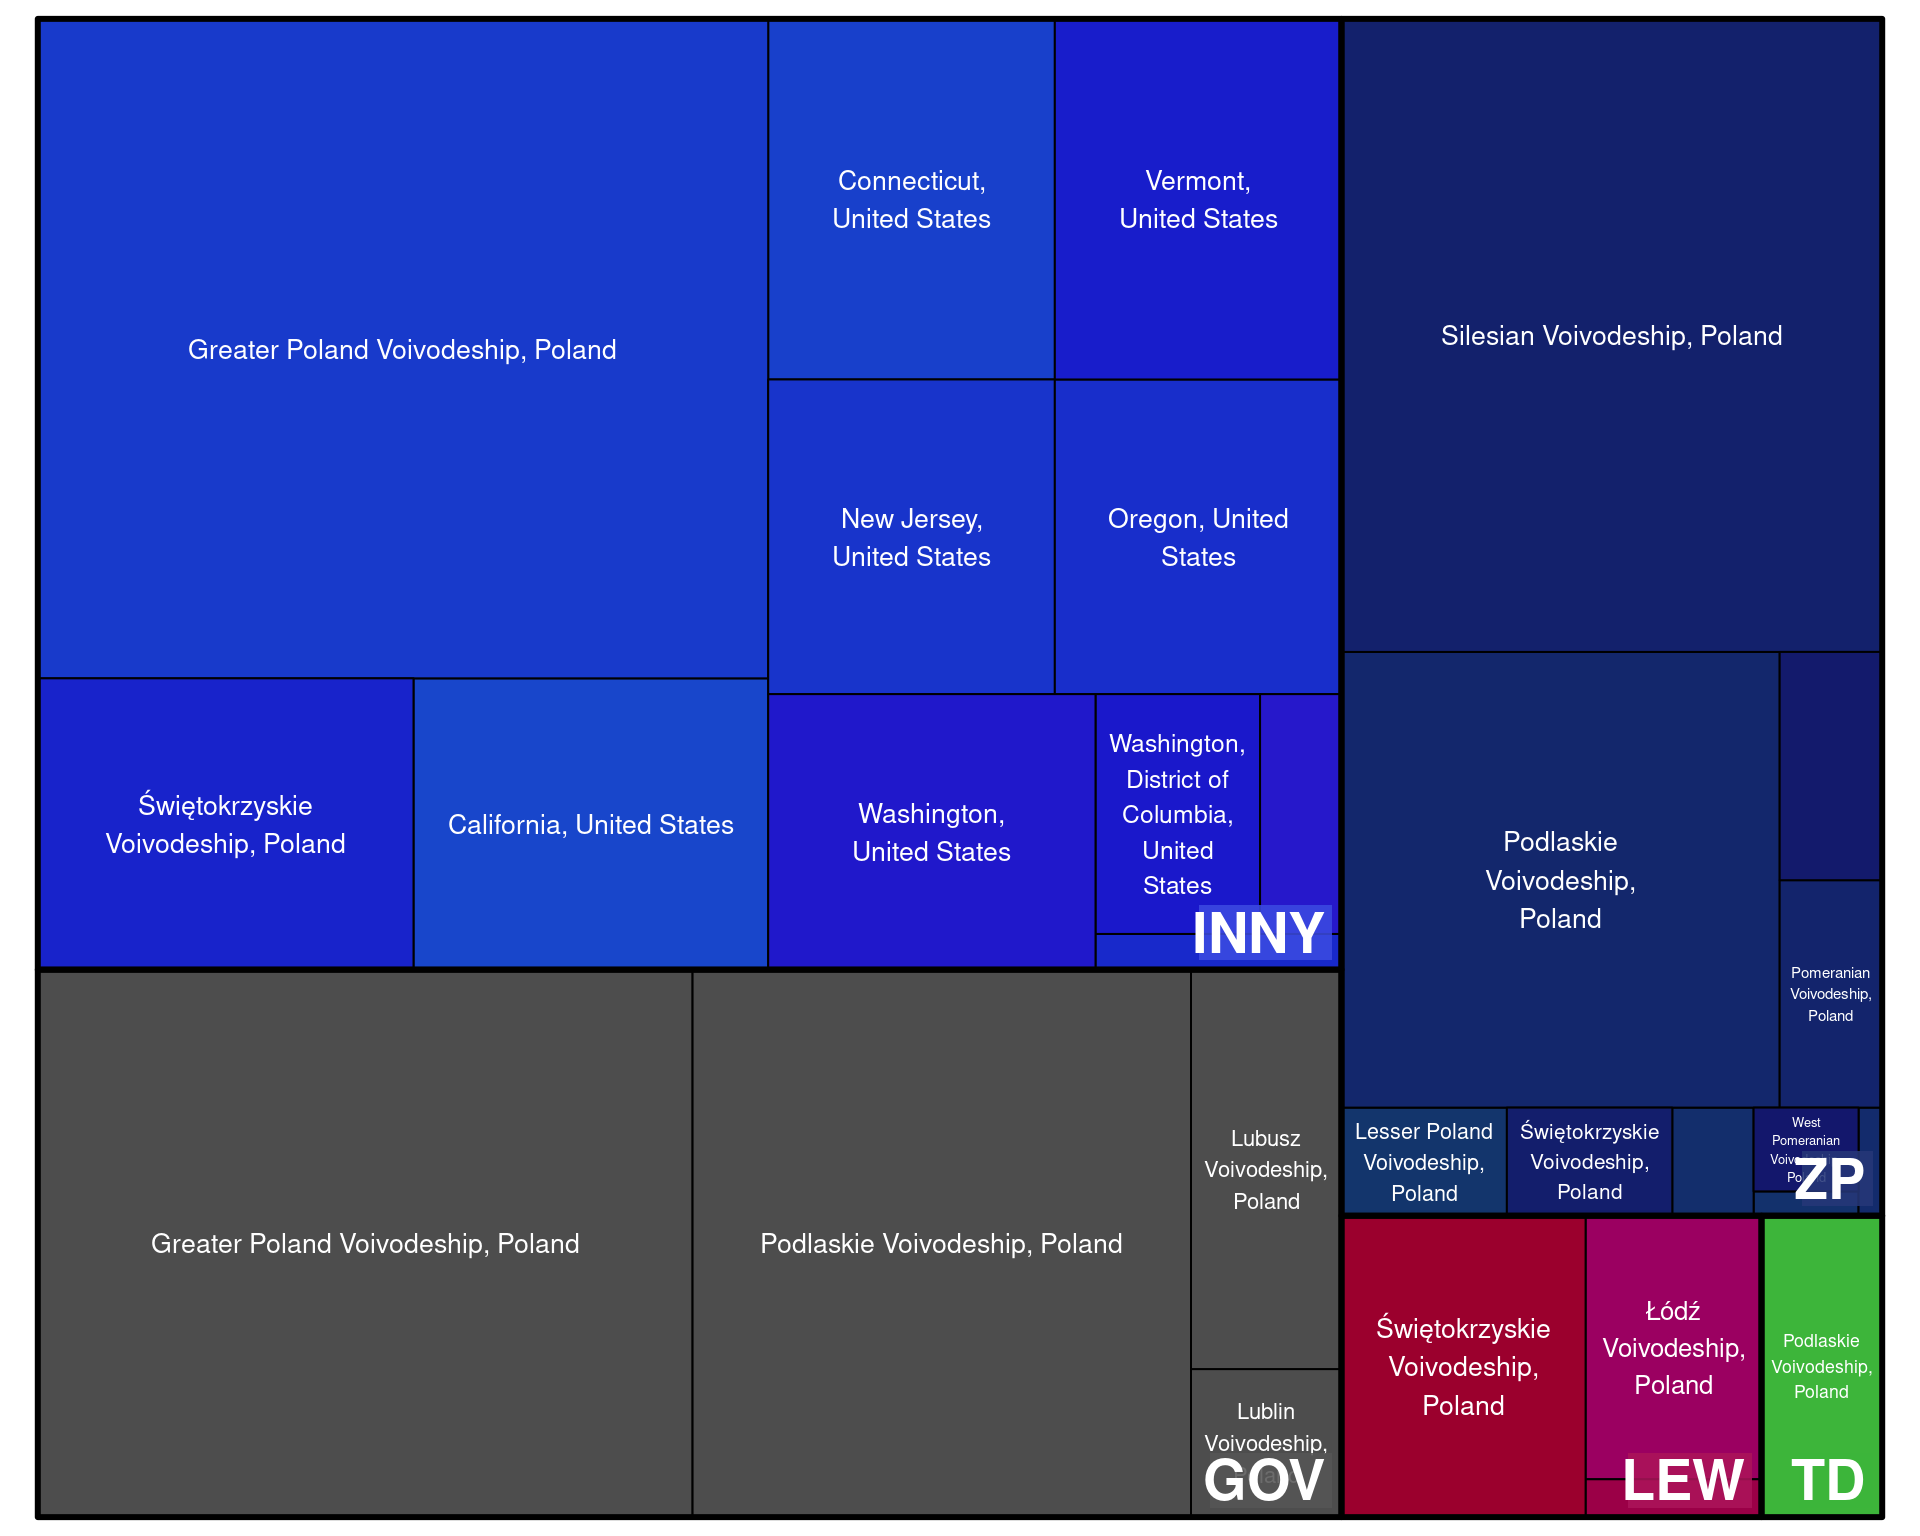 Greater Poland Voivodeship, Poland
Connecticut,
United States
Vermont,
United States
New Jersey,
United States
Oregon, United
States
Świętokrzyskie
Voivodeship, Poland
California, United States
Washington,
United States
Washington,
District of
Columbia,
United
States
INNY
Silesian Voivodeship, Poland
Podlaskie
Voivodeship,
Poland
Pomeranian
Voivodeship,
Poland
Lesser Poland
Voivodeship,
Poland
Świętokrzyskie
Voivodeship,
Poland
West
Pomeranian
ZP
Greater Poland Voivodeship, Poland
Podlaskie Voivodeship, Poland
Lubusz
Voivodeship,
Poland
Lublin
Voivodeship,
GOV
Świętokrzyskie
Voivodeship,
Poland
Łódź
Voivodeship,
Poland
LEW
Podlaskie
Voivodeship,
Poland
TD